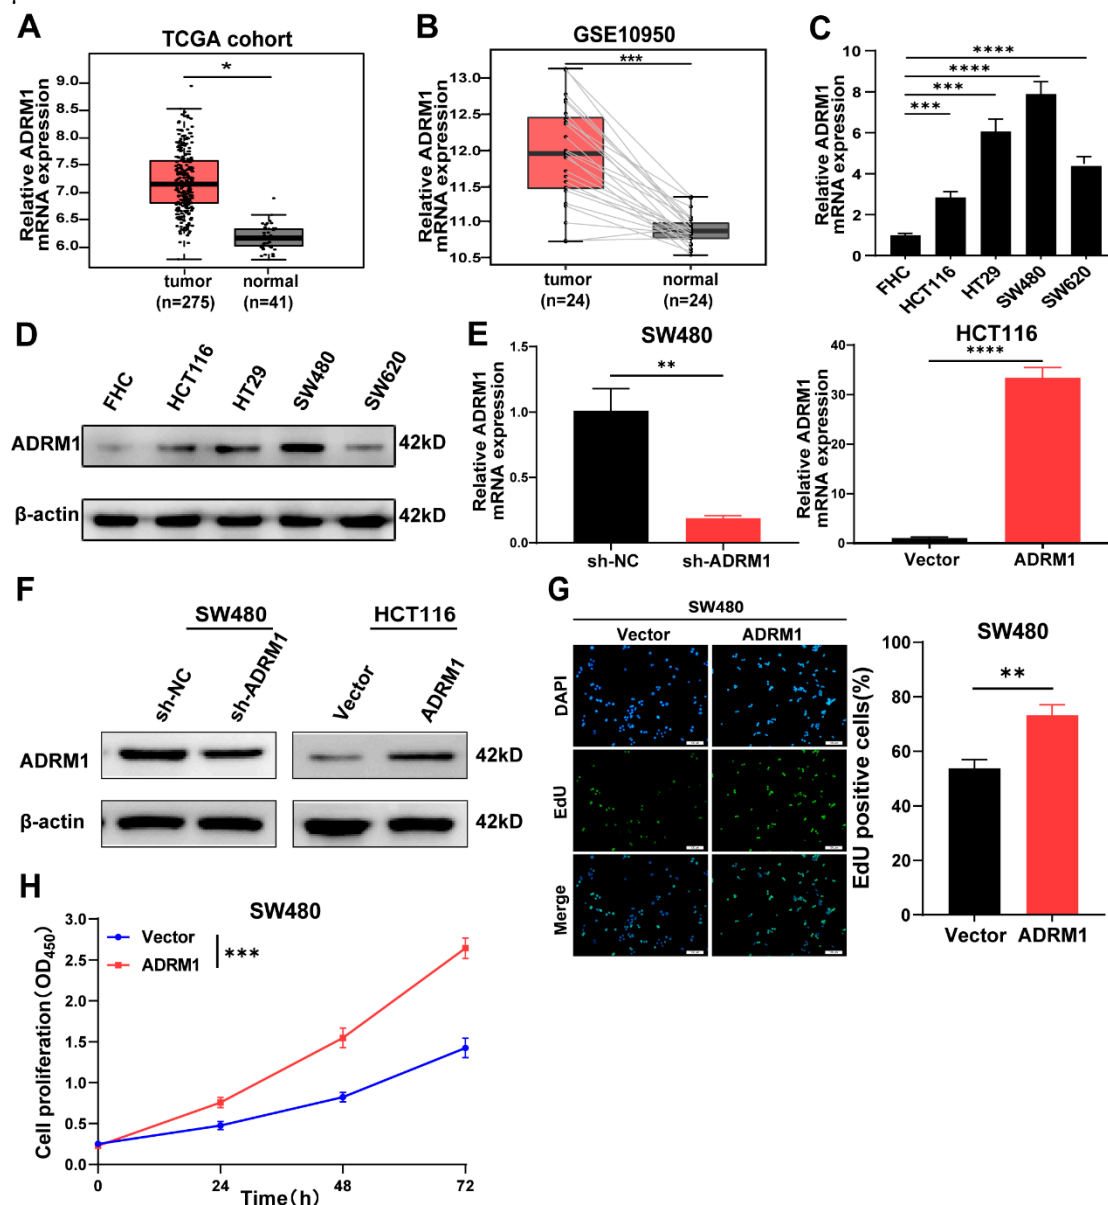 A
TCGA cohort
Relative ADRM1
mRNA expression
9.0
8.5
8.0
7.5
7.0
6.5
6.0
*
tumor
(n=275)
normal
(n=41)
B
GSE10950
Relative ADRM1
mRNA expression
13.0
12.5
12.0
11.5
11.0
10.5
***
tumor
(n=24)
normal
(n=24)
C
Relative ADRM1
mRNA expression
10
8
6
4
2
0
****
****
***
***
FHC
HCT116
HT29
SW480
SW620
D
FHC
HCT116
HT29
SW480
SW620
ADRM1
42kD
β-actin
42kD
E
SW480
Relative ADRM1
mRNA expression
1.5
1.0
0.5
0.0
**
sh-NC
sh-ADRM1
HCT116
Relative ADRM1
mRNA expression
60
40
20
0
****
Vector
ADRM1
F
SW480
HCT116
sh-NC
sh-ADRM1
Vector
ADRM1
ADRM1
42kD
β-actin
42kD
G
SW480
Vector
ADRM1
DAPI
EdU
Merge
SW480
EdU positive cells(%)
100
80
60
40
20
0
**
Vector
ADRM1
H
SW480
Cell proliferation(OD450)
3.0
2.5
2.0
1.5
1.0
0.5
0.0
Vector
ADRM1
***
0
24
48
72
Time(h)